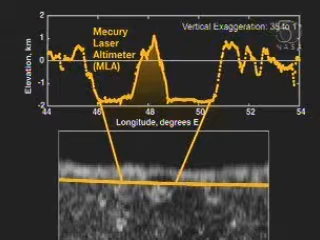 Vertical Exaggeration: 35 to 1
NASA
Mecury
Laser
Altimeter
(MLA)
Elevation, km
2
1
0
-1
-2
44 46 48 50 52 54
Longitude, degrees E